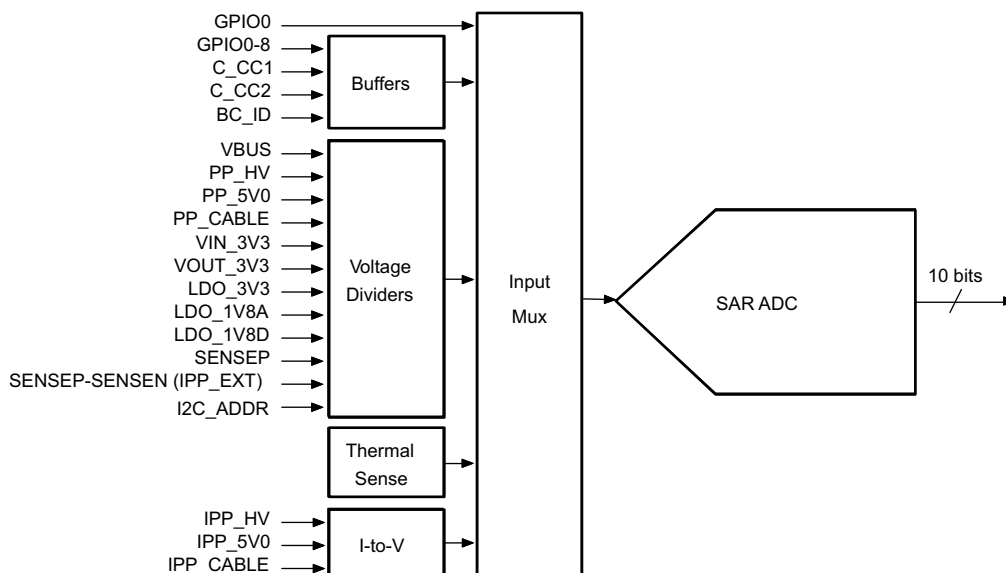 GPIO0
GPIO0-8
C_CC1
C_CC2
BC_ID
Buffers
VBUS
PP_HV
PP_5V0
PP_CABLE
VIN_3V3
VOUT_3V3
LDO_3V3
LDO_1V8A
LDO_1V8D
SENSEP
SENSEP-SENSEN (IPP_EXT)
I2C_ADDR
Voltage
Dividers
Thermal
Sense
IPP_HV
IPP_5V0
IPP_CABLE
I-to-V
Input
Mux
SAR ADC
10 bits